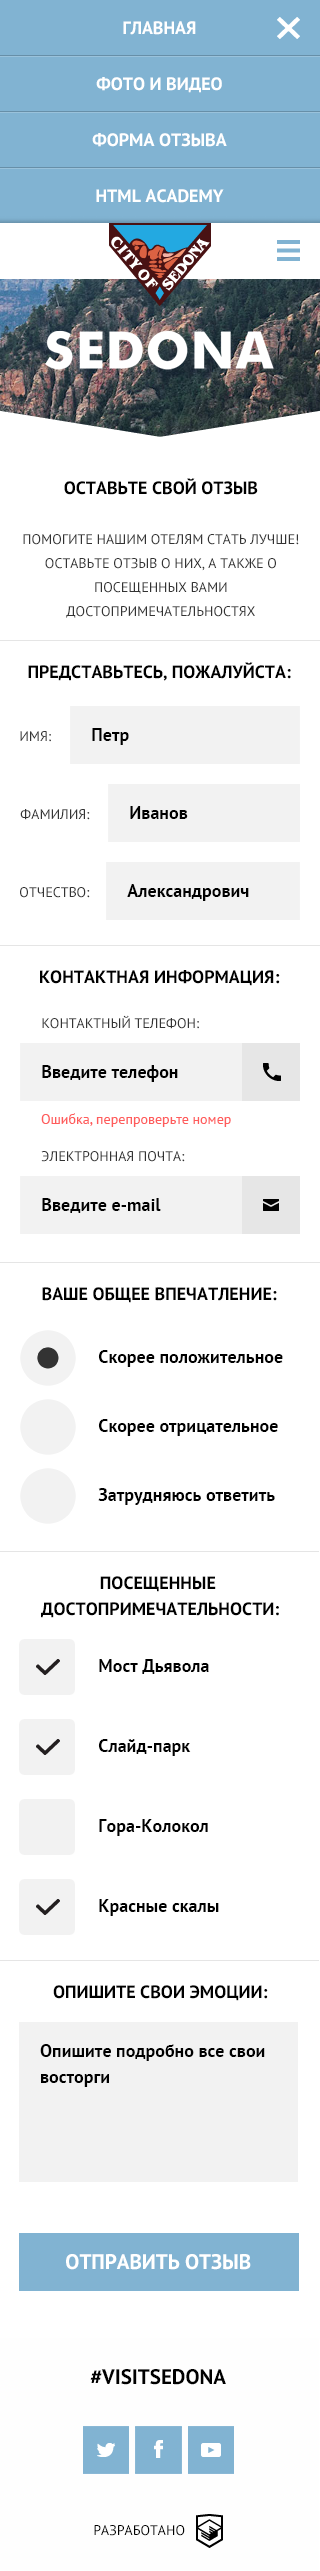 ГЛАВНАЯ
ФОТО И ВИДЕО
ФОРМА ОТЗЫВА
HTML ACADEMY
CITY OF SEDONA
SEDONA
ОСТАВЬТЕ СВОЙ ОТЗЫВ
ПОМОГИТЕ НАШИМ ОТЕЛЯМ СТАТЬ ЛУЧШЕ!
ОСТАВЬТЕ ОТЗЫВ О НИХ, А ТАКЖЕ О
ПОСЕЩЕННЫХ ВАМИ
ДОСТОПРИМЕЧАТЕЛЬНОСТЯХ
ПРЕДСТАВЬТЕСЬ, ПОЖАЛУЙСТА:
ИМЯ: Петр
ФАМИЛИЯ: Иванов
ОТЧЕСТВО: Александрович
КОНТАКТНАЯ ИНФОРМАЦИЯ:
КОНТАКТНЫЙ ТЕЛЕФОН:
Введите телефон
Ошибка, перепроверьте номер
ЭЛЕКТРОННАЯ ПОЧТА:
Введите e-mail
ВАШЕ ОБЩЕЕ ВПЕЧАТЛЕНИЕ:
Скорее положительное
Скорее отрицательное
Затрудняюсь ответить
ПОСЕЩЕННЫЕ
ДОСТОПРИМЕЧАТЕЛЬНОСТИ:
Мост Дьявола
Слайд-парк
Гора-Колокол
Красные скалы
ОПИШИТЕ СВОИ ЭМОЦИИ:
Опишите подробно все свои
восторги
ОТПРАВИТЬ ОТЗЫВ
#VISITSEDONA
РАЗРАБОТАНО